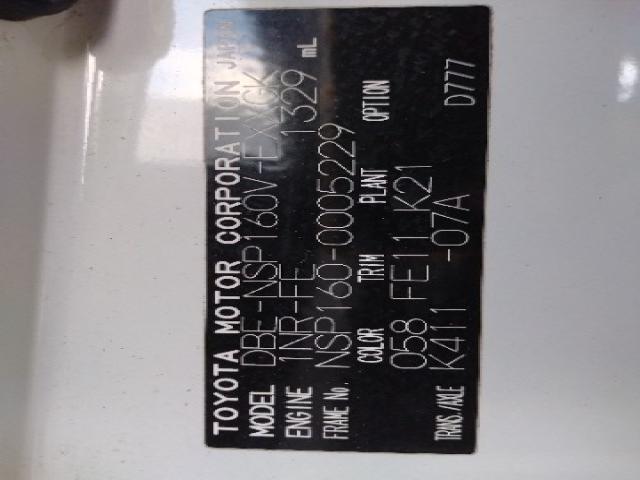 TOYOTA MOTOR CORPORATION JAPAN
MODEL DBE-NSP160V-EXXGK
ENGINE 1NR-FE 1329 mL
FRAME No. NSP160-0005229
COLOR TRIM PLANT OPTION
058 FE11 K21
TRANS./AXLE K411 -07A D777